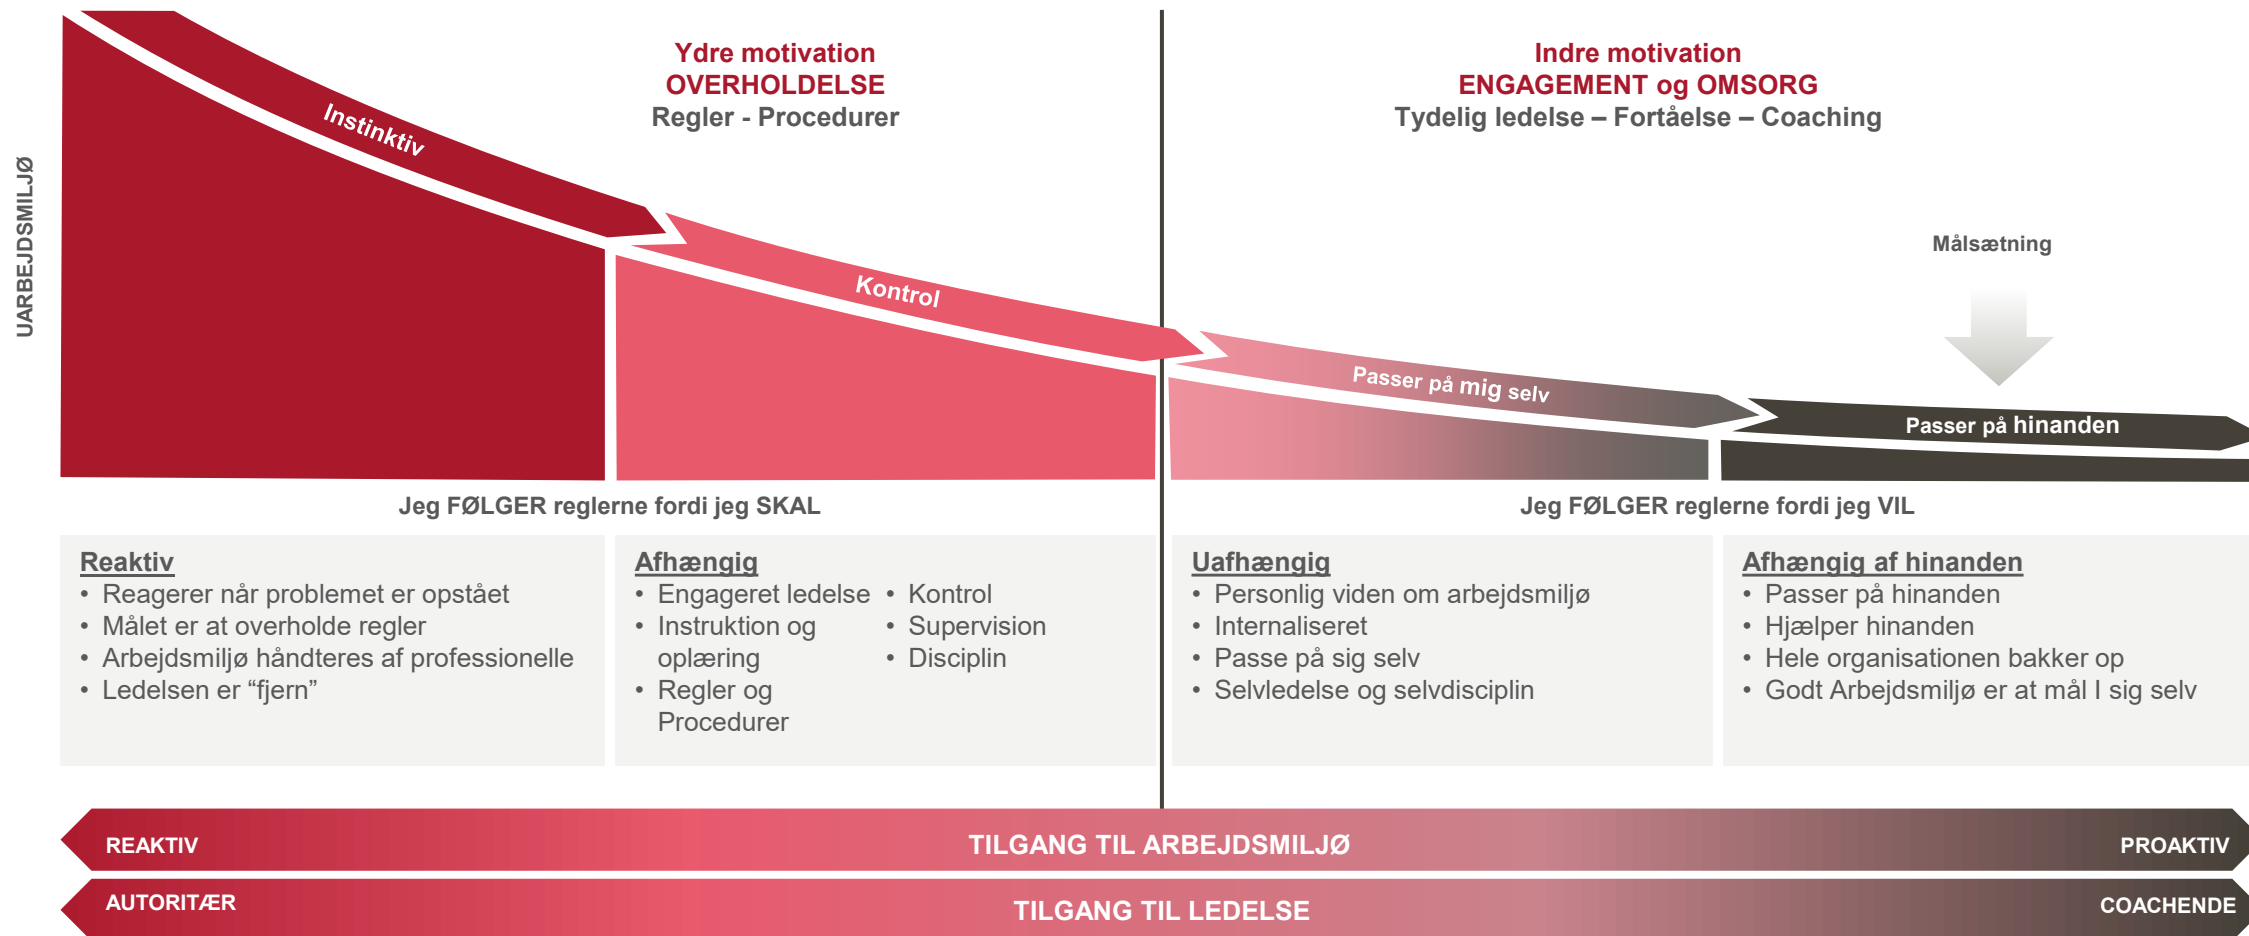 Ydre motivation
OVERHOLDELSE
Regler - Procedurer
Indre motivation
ENGAGEMENT og OMSORG
Tydelig ledelse – Fortåelse – Coaching
UARBEJDSMILJØ
Instinktiv
Kontrol
Passer på mig selv
Passer på hinanden
Målsætning
Jeg FØLGER reglerne fordi jeg SKAL
Jeg FØLGER reglerne fordi jeg VIL
Reaktiv
• Reagerer når problemet er opstået
• Målet er at overholde regler
• Arbejdsmiljø håndteres af professionelle
• Ledelsen er “fjern”
Afhængig
• Engageret ledelse
• Instruktion og
oplæring
• Regler og
Procedurer
• Kontrol
• Supervision
• Disciplin
Uafhængig
• Personlig viden om arbejdsmiljø
• Internaliseret
• Passe på sig selv
• Selvledelse og selvdisciplin
Afhængig af hinanden
• Passer på hinanden
• Hjælper hinanden
• Hele organisationen bakker op
• Godt Arbejdsmiljø er at mål I sig selv
REAKTIV
TILGANG TIL ARBEJDSMILJØ
PROAKTIV
AUTORITÆR
TILGANG TIL LEDELSE
COACHENDE